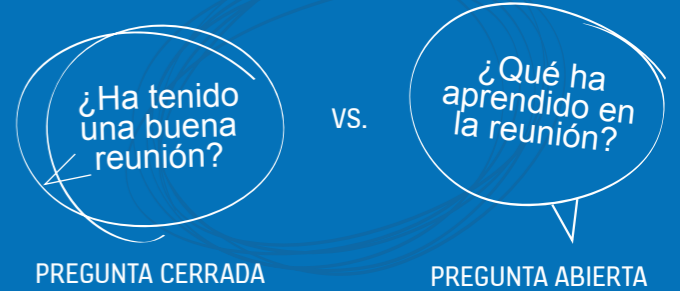 ¿Ha tenido
una buena
reunión?
VS.
¿Qué ha
aprendido en
la reunión?
PREGUNTA CERRADA
PREGUNTA ABIERTA